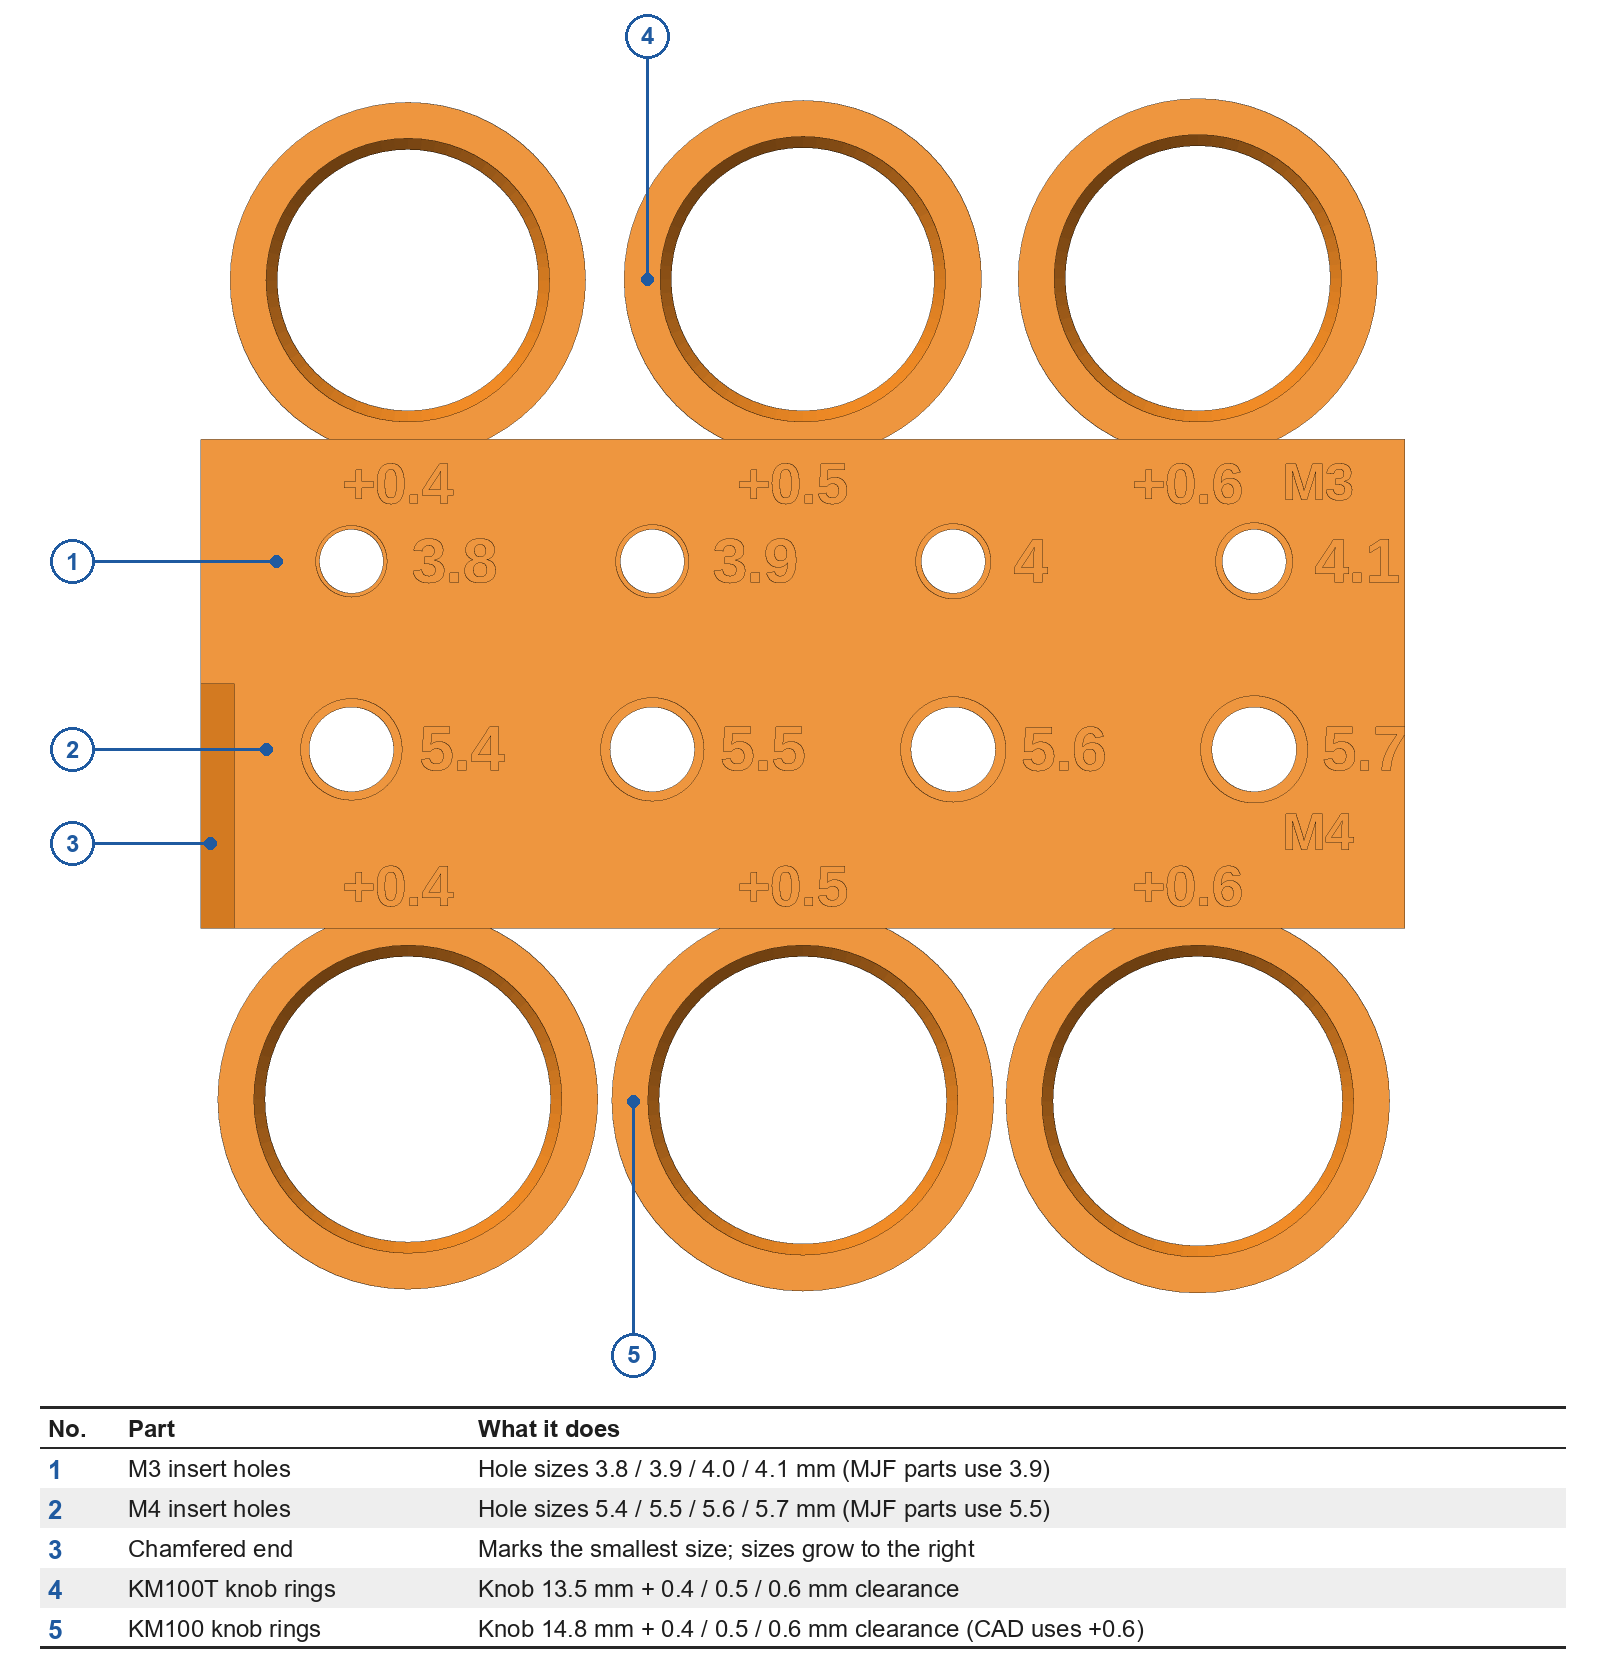 4
+0.4 +0.5 +0.6 M3
1 3.8 3.9 4 4.1
2 5.4 5.5 5.6 5.7
M4
3
+0.4 +0.5 +0.6
5
No. Part What it does
1 M3 insert holes Hole sizes 3.8 / 3.9 / 4.0 / 4.1 mm (MJF parts use 3.9)
2 M4 insert holes Hole sizes 5.4 / 5.5 / 5.6 / 5.7 mm (MJF parts use 5.5)
3 Chamfered end Marks the smallest size; sizes grow to the right
4 KM100T knob rings Knob 13.5 mm + 0.4 / 0.5 / 0.6 mm clearance
5 KM100 knob rings Knob 14.8 mm + 0.4 / 0.5 / 0.6 mm clearance (CAD uses +0.6)